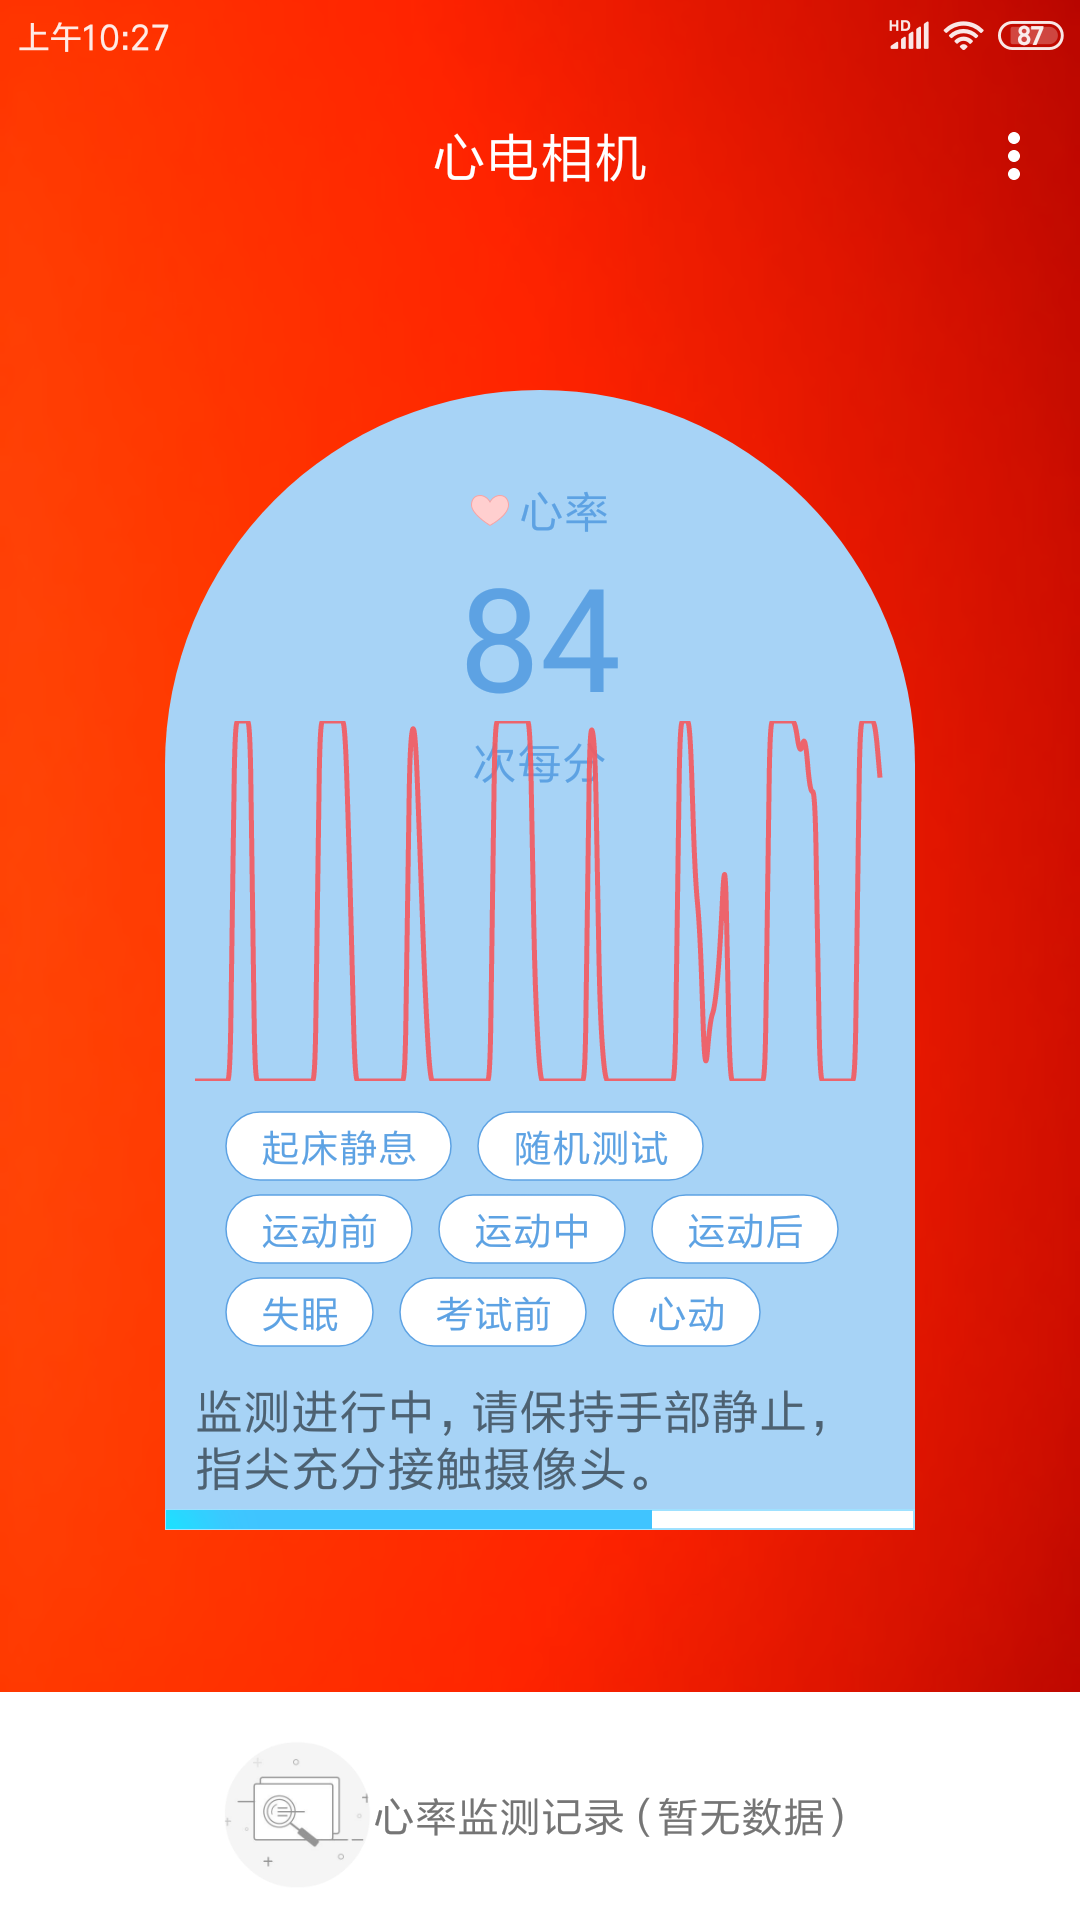 上午10:27 HD 87
心电相机
心率
84
次每分
起床静息 随机测试
运动前 运动中 运动后
失眠 考试前 心动
监测进行中，请保持手部静止，
指尖充分接触摄像头。
心率监测记录（暂无数据）